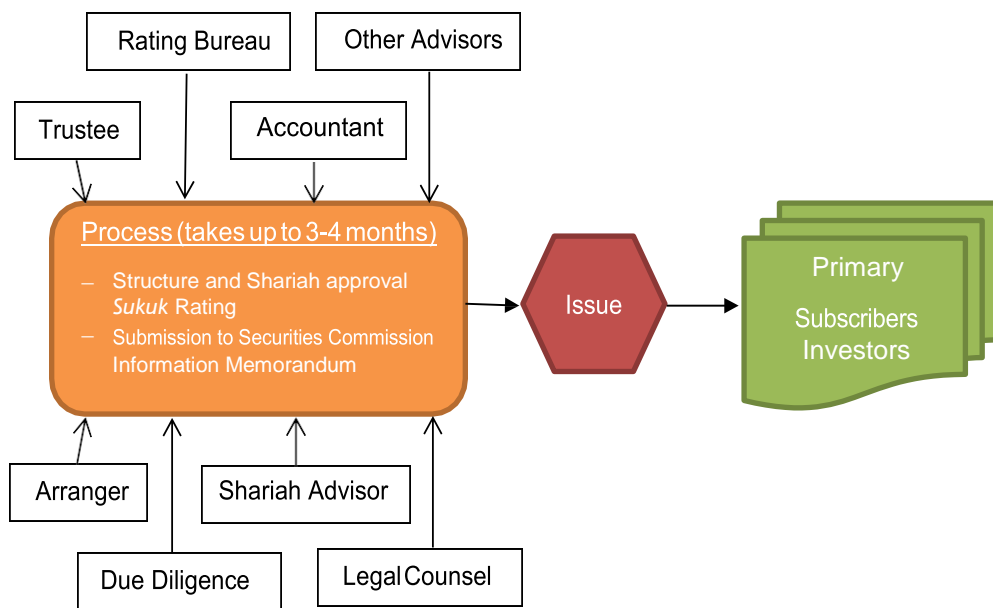 Rating Bureau
Other Advisors
Trustee
Accountant
Process (takes up to 3-4 months)
– Structure and Shariah approval
Sukuk Rating
– Submission to Securities Commission
Information Memorandum
Issue
Primary
Subscribers
Investors
Arranger
Shariah Advisor
Due Diligence
Legal Counsel